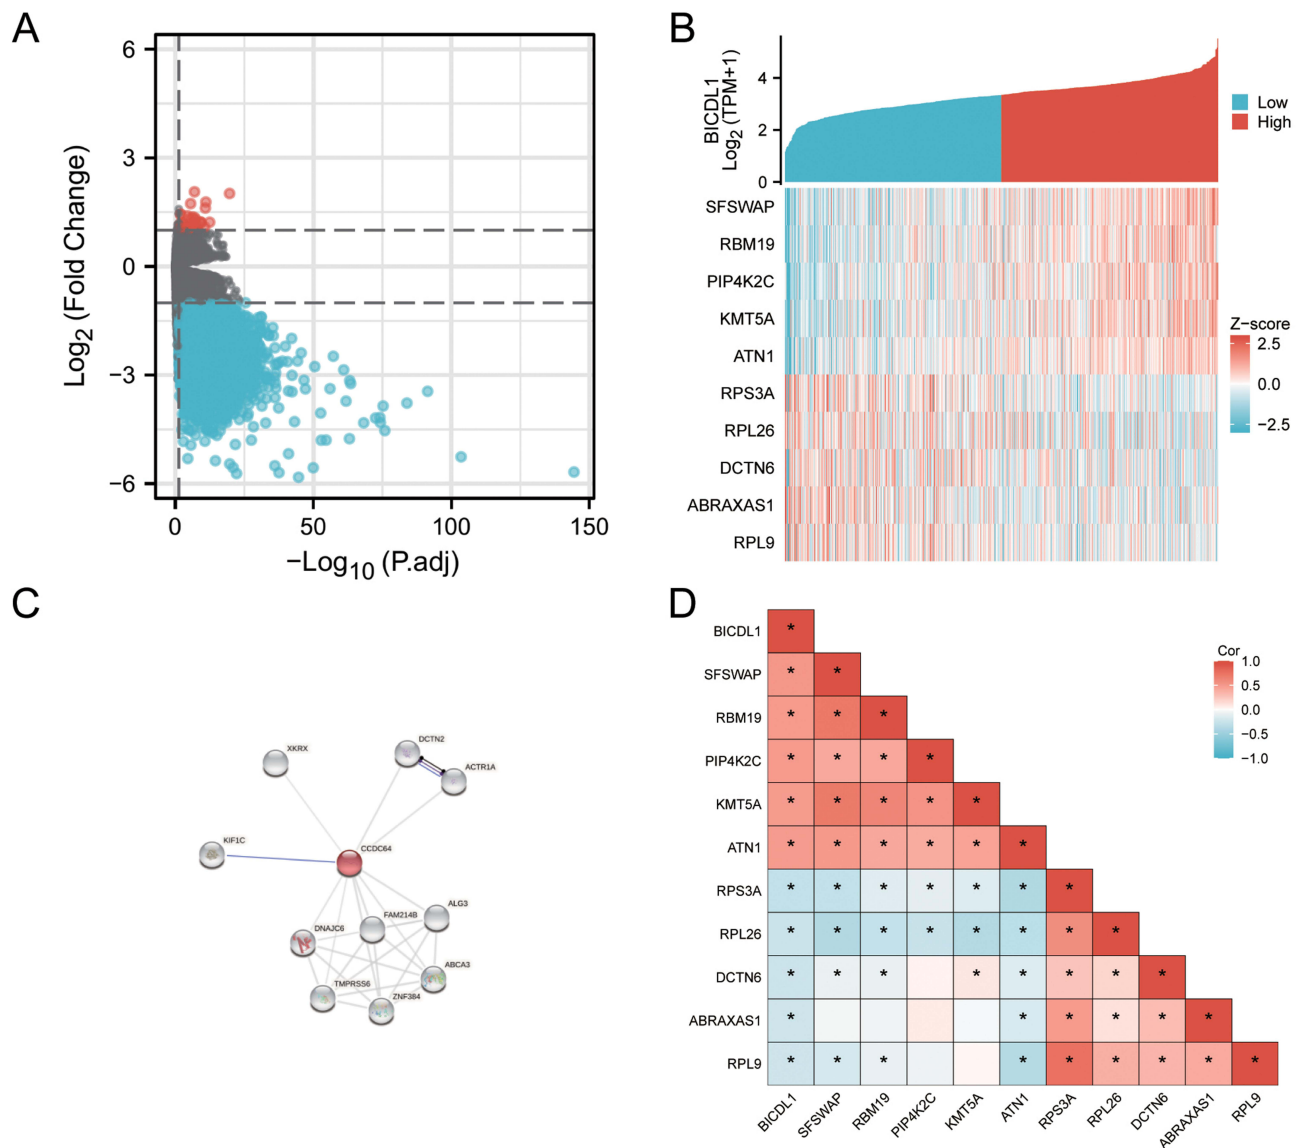 A
Log2 (Fold Change)
6
3
0
−3
−6
0
50
100
150
−Log10 (P.adj)
B
BICDL1
Log2 (TPM+1)
4
2
0
Low
High
SFSWAP
RBM19
PIP4K2C
KMT5A
ATN1
RPS3A
RPL26
DCTN6
ABRAXAS1
RPL9
Z−score
2.5
0.0
−2.5
C
XKRX
DCTN2
ACTR1A
KIF1C
CCDC64
ALG3
FAM214B
DNAJC6
ABCA3
TMPRSS6
ZNF384
D
BICDL1 *
SFSWAP * *
RBM19 * * *
PIP4K2C * * * *
KMT5A * * * * *
ATN1 * * * * * *
RPS3A * * * * * * *
RPL26 * * * * * * * *
DCTN6 * * * * * * * *
ABRAXAS1 * * * * * *
RPL9 * * * * * * * * *
BICDL1
SFSWAP
RBM19
PIP4K2C
KMT5A
ATN1
RPS3A
RPL26
DCTN6
ABRAXAS1
RPL9
Cor
1.0
0.5
0.0
−0.5
−1.0